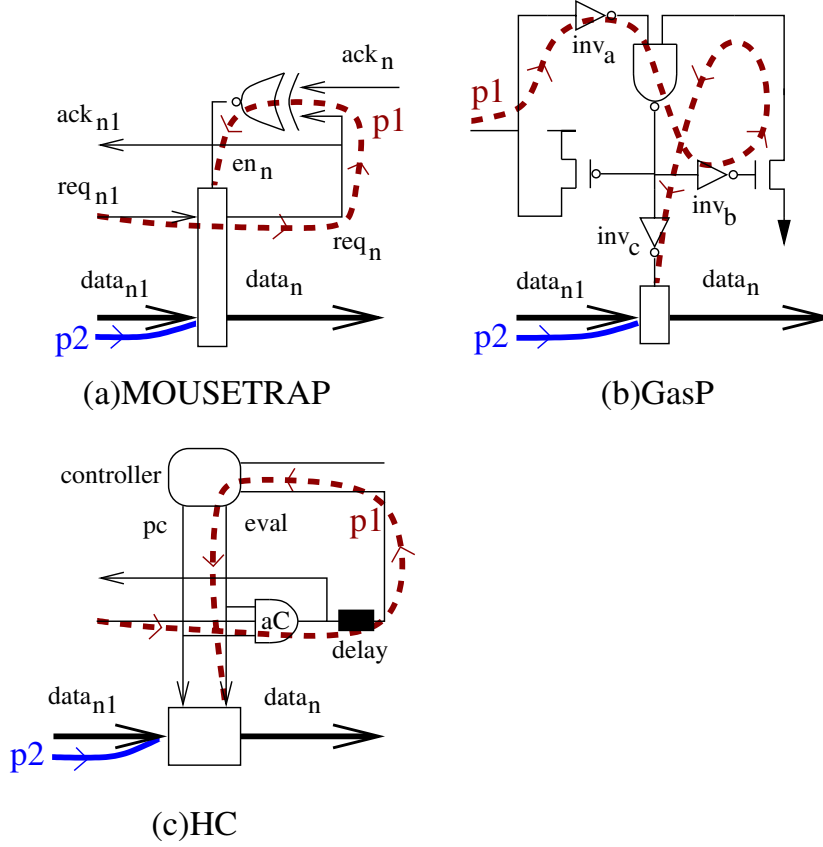 ack_n
p1
ack_n1
en_n
req_n1
req_n
data_n1
data_n
p2
(a)MOUSETRAP
inv_a
p1
inv_b
inv_c
data_n1
data_n
p2
(b)GasP
controller
pc
eval
p1
aC
delay
data_n1
data_n
p2
(c)HC